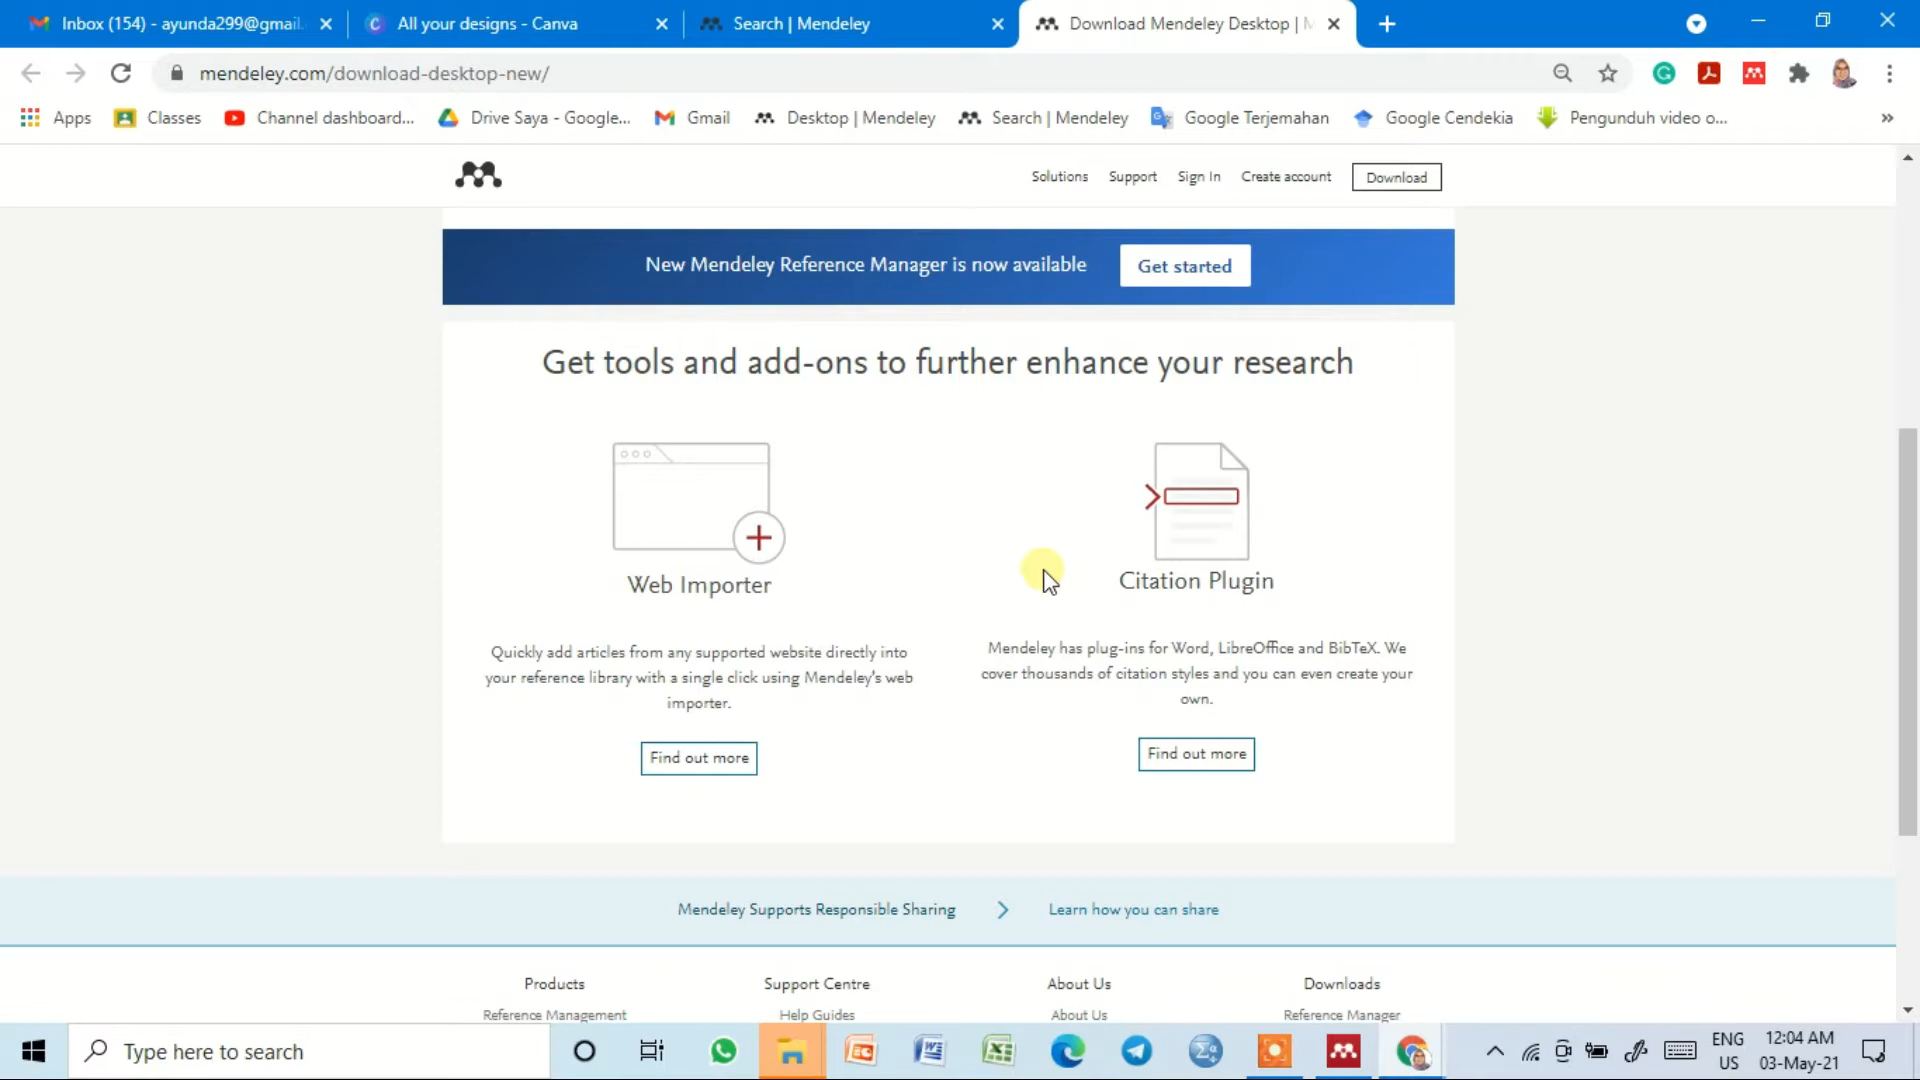 Inbox (154) - ayunda299@gmail.
All your designs - Canva
Search | Mendeley
Download Mendeley Desktop | M
mendeley.com/download-desktop-new/
Apps
Classes
Channel dashboard...
Drive Saya - Google...
Gmail
Desktop | Mendeley
Search | Mendeley
Google Terjemahan
Google Cendekia
Pengunduh video o...
Solutions
Support
Sign In
Create account
Download
New Mendeley Reference Manager is now available
Get started
Get tools and add-ons to further enhance your research
Web Importer
Quickly add articles from any supported website directly into
your reference library with a single click using Mendeley's web
importer.
Find out more
Citation Plugin
Mendeley has plug-ins for Word, LibreOffice and BibTeX. We
cover thousands of citation styles and you can even create your
own.
Find out more
Mendeley Supports Responsible Sharing
Learn how you can share
Products
Support Centre
About Us
Downloads
Reference Management
Help Guides
About Us
Reference Manager
Type here to search
ENG
US
12:04 AM
03-May-21